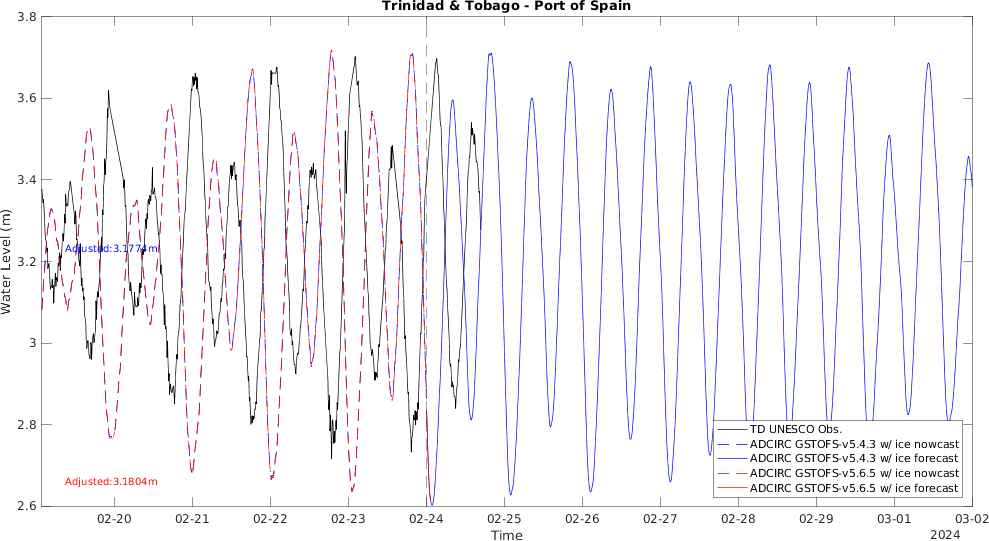 Trinidad & Tobago - Port of Spain
3.8
3.6
3.4
3.2
3
2.8
2.6
Water Level (m)
Adjusted:3.1774m
Adjusted:3.1804m
TD UNESCO Obs.
ADCIRC GSTOFS-v5.4.3 w/ ice nowcast
ADCIRC GSTOFS-v5.4.3 w/ ice forecast
ADCIRC GSTOFS-v5.6.5 w/ ice nowcast
ADCIRC GSTOFS-v5.6.5 w/ ice forecast
02-20 02-21 02-22 02-23 02-24 02-25 02-26 02-27 02-28 02-29 03-01 03-02
Time
2024